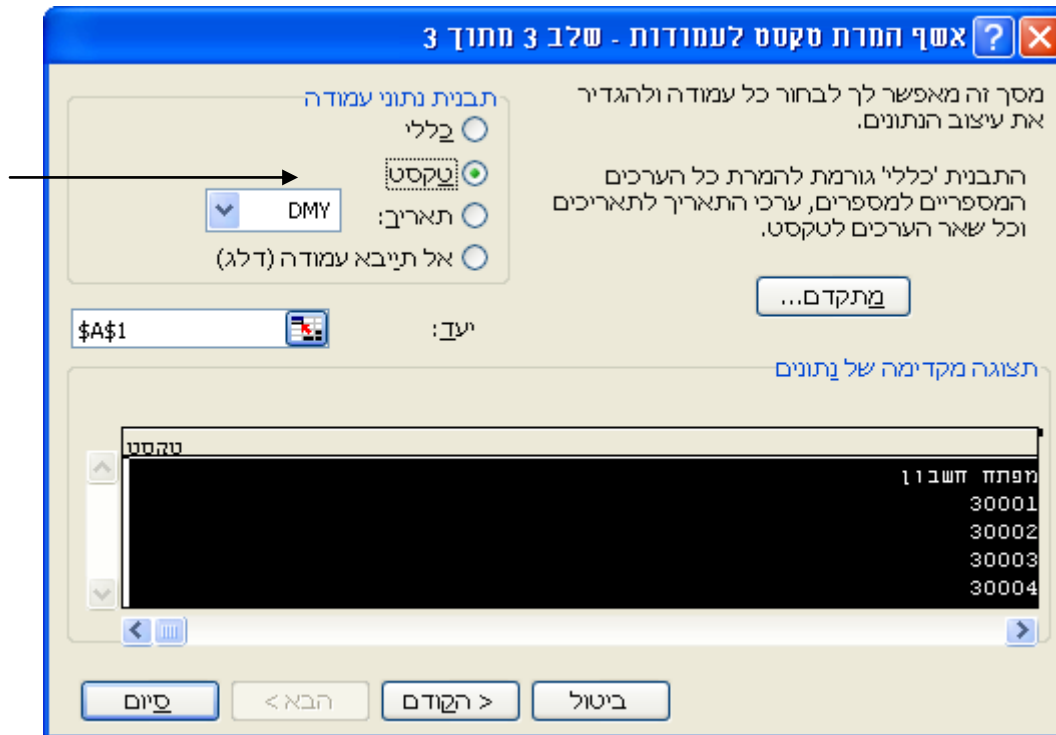 אשף המרת טקסט לעמודות - שלב 3 מתוך 3
מסך זה מאפשר לך לבחור כל עמודה ולהגדיר
את עיצוב הנתונים.
התבנית 'כללי' גורמת להמרת כל הערכים
המספריים למספרים, ערכי התאריך לתאריכים
וכל שאר הערכים לטקסט.
מתקדם...
תבנית נתוני עמודה
כללי
טקסט
תאריך: DMY
אל תייבא עמודה (דלג)
יעד: $A$1
תצוגה מקדימה של נתונים
טקסט
מפתח חשבון
30001
30002
30003
30004
ביטול
< הקודם
הבא >
סיום